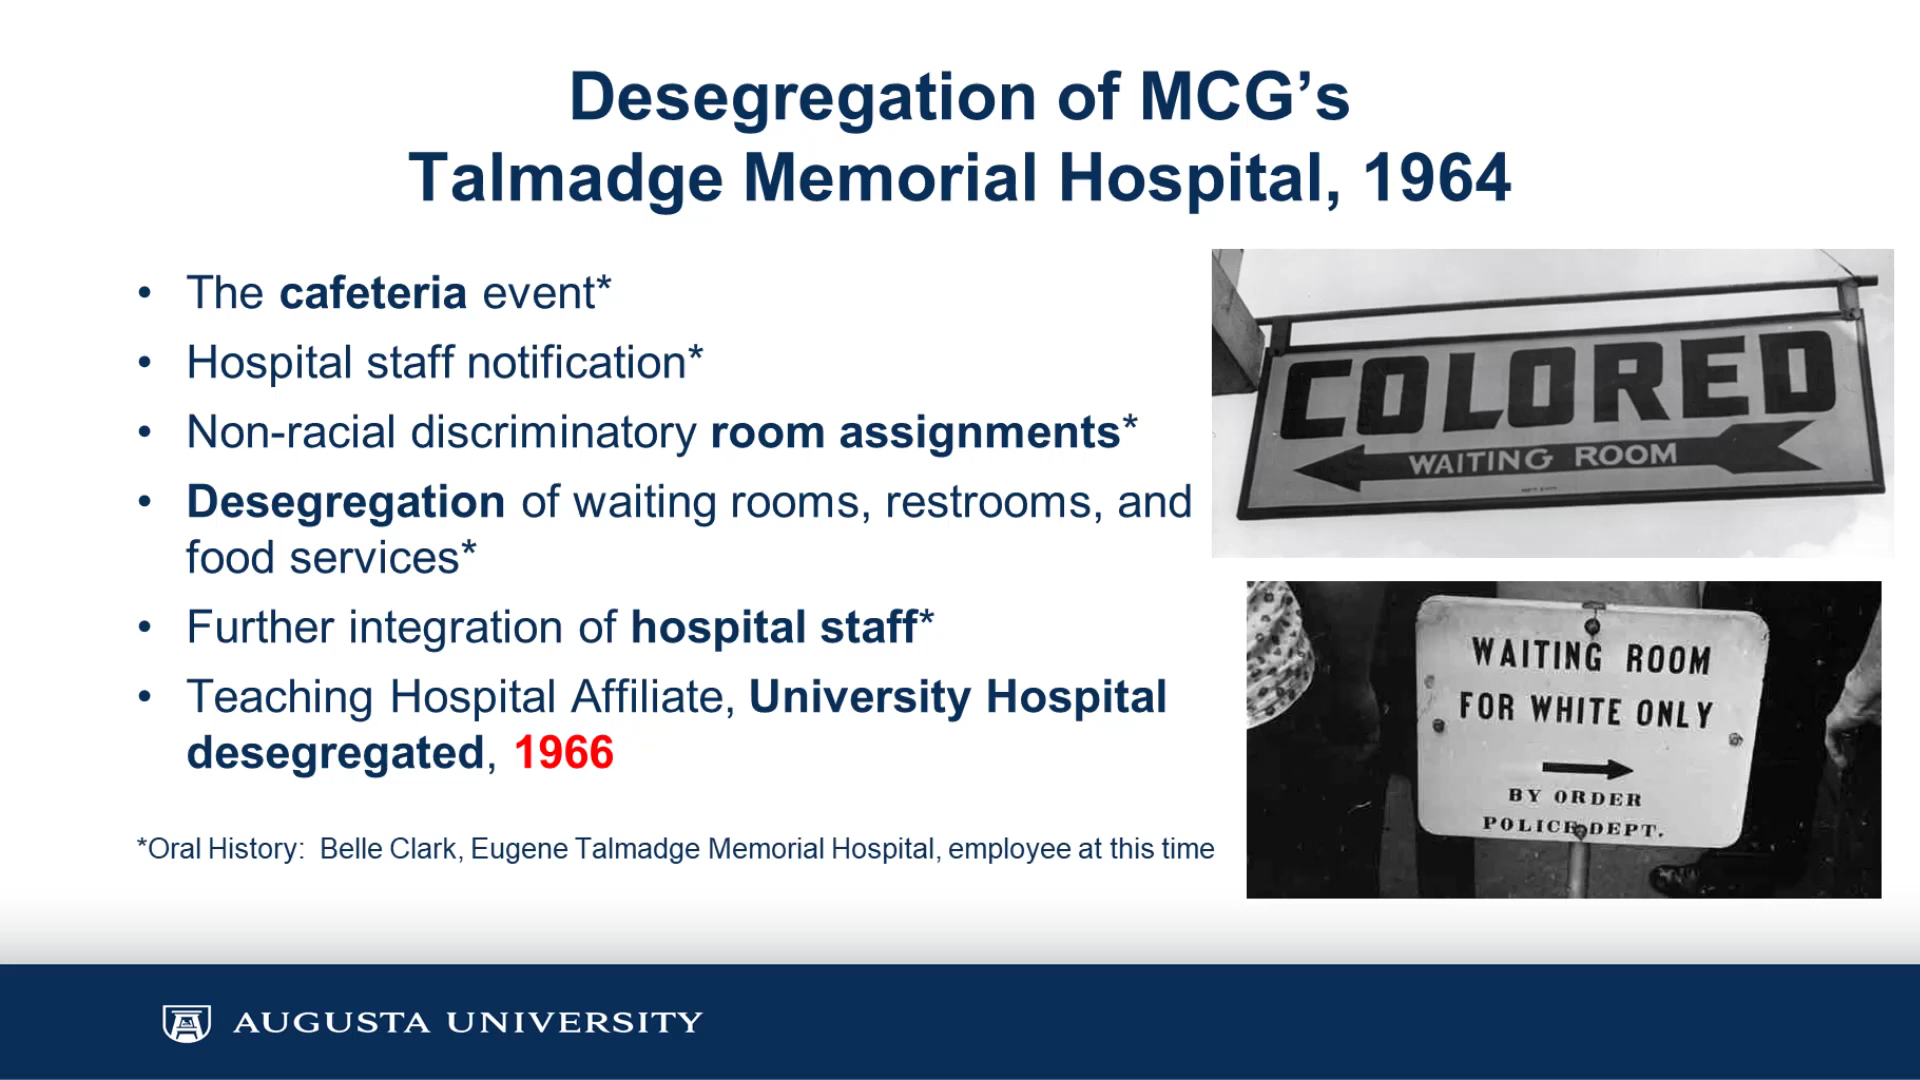 Desegregation of MCG’s
Talmadge Memorial Hospital, 1964
• The cafeteria event*
• Hospital staff notification*
• Non-racial discriminatory room assignments*
• Desegregation of waiting rooms, restrooms, and
food services*
• Further integration of hospital staff*
• Teaching Hospital Affiliate, University Hospital
desegregated, 1966
*Oral History: Belle Clark, Eugene Talmadge Memorial Hospital, employee at this time
COLORED
WAITING ROOM
WAITING ROOM
FOR WHITE ONLY
BY ORDER
POLICE DEPT.
AUGUSTA UNIVERSITY